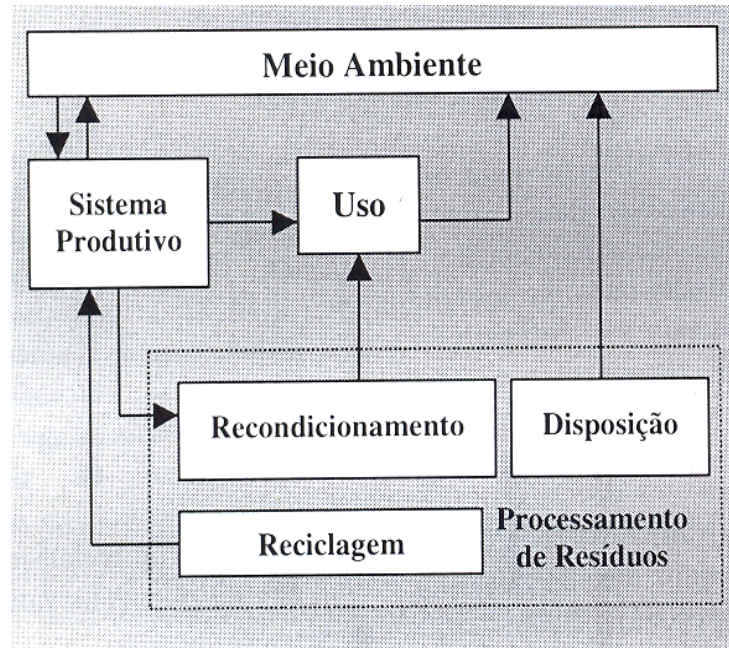 Meio Ambiente
Sistema
Produtivo
Uso
Recondicionamento
Disposição
Reciclagem
Processamento
de Resíduos